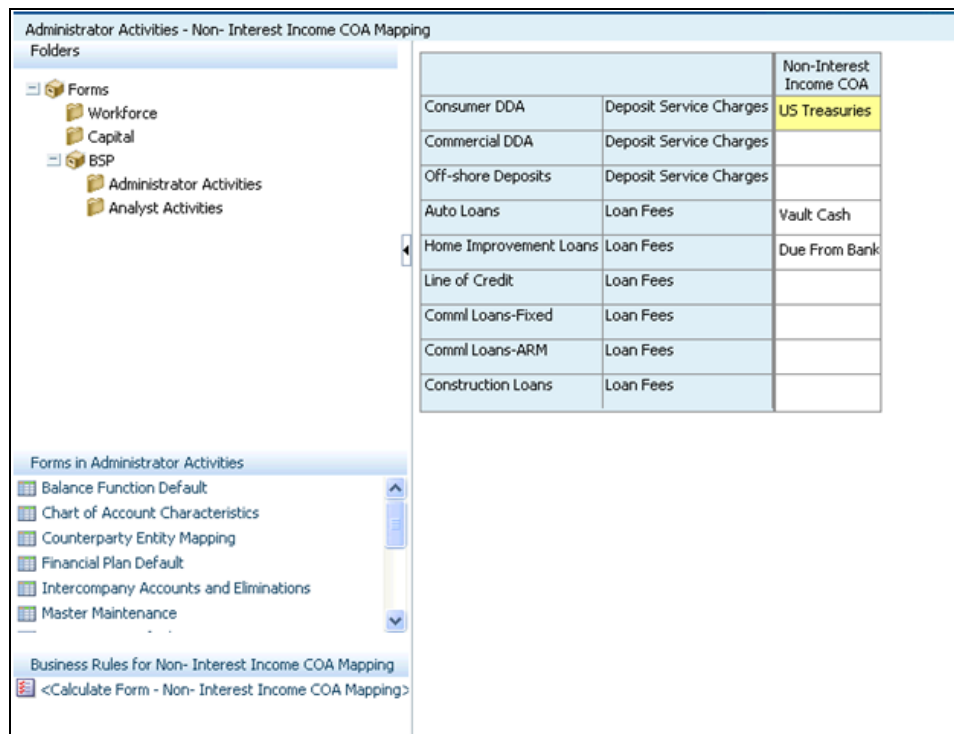 Administrator Activities - Non- Interest Income COA Mapping
Folders
Forms
Workforce
Capital
BSP
Administrator Activities
Analyst Activities
Non-Interest
Income COA
Consumer DDA Deposit Service Charges US Treasuries
Commercial DDA Deposit Service Charges
Off-shore Deposits Deposit Service Charges
Auto Loans Loan Fees Vault Cash
Home Improvement Loans Loan Fees Due From Bank
Line of Credit Loan Fees
Comml Loans-Fixed Loan Fees
Comml Loans-ARM Loan Fees
Construction Loans Loan Fees
Forms in Administrator Activities
Balance Function Default
Chart of Account Characteristics
Counterparty Entity Mapping
Financial Plan Default
Intercompany Accounts and Eliminations
Master Maintenance
Business Rules for Non- Interest Income COA Mapping
<Calculate Form - Non- Interest Income COA Mapping>